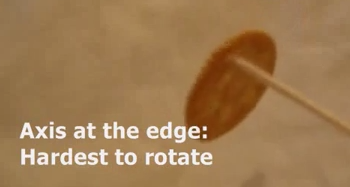 Axis at the edge:
Hardest to rotate